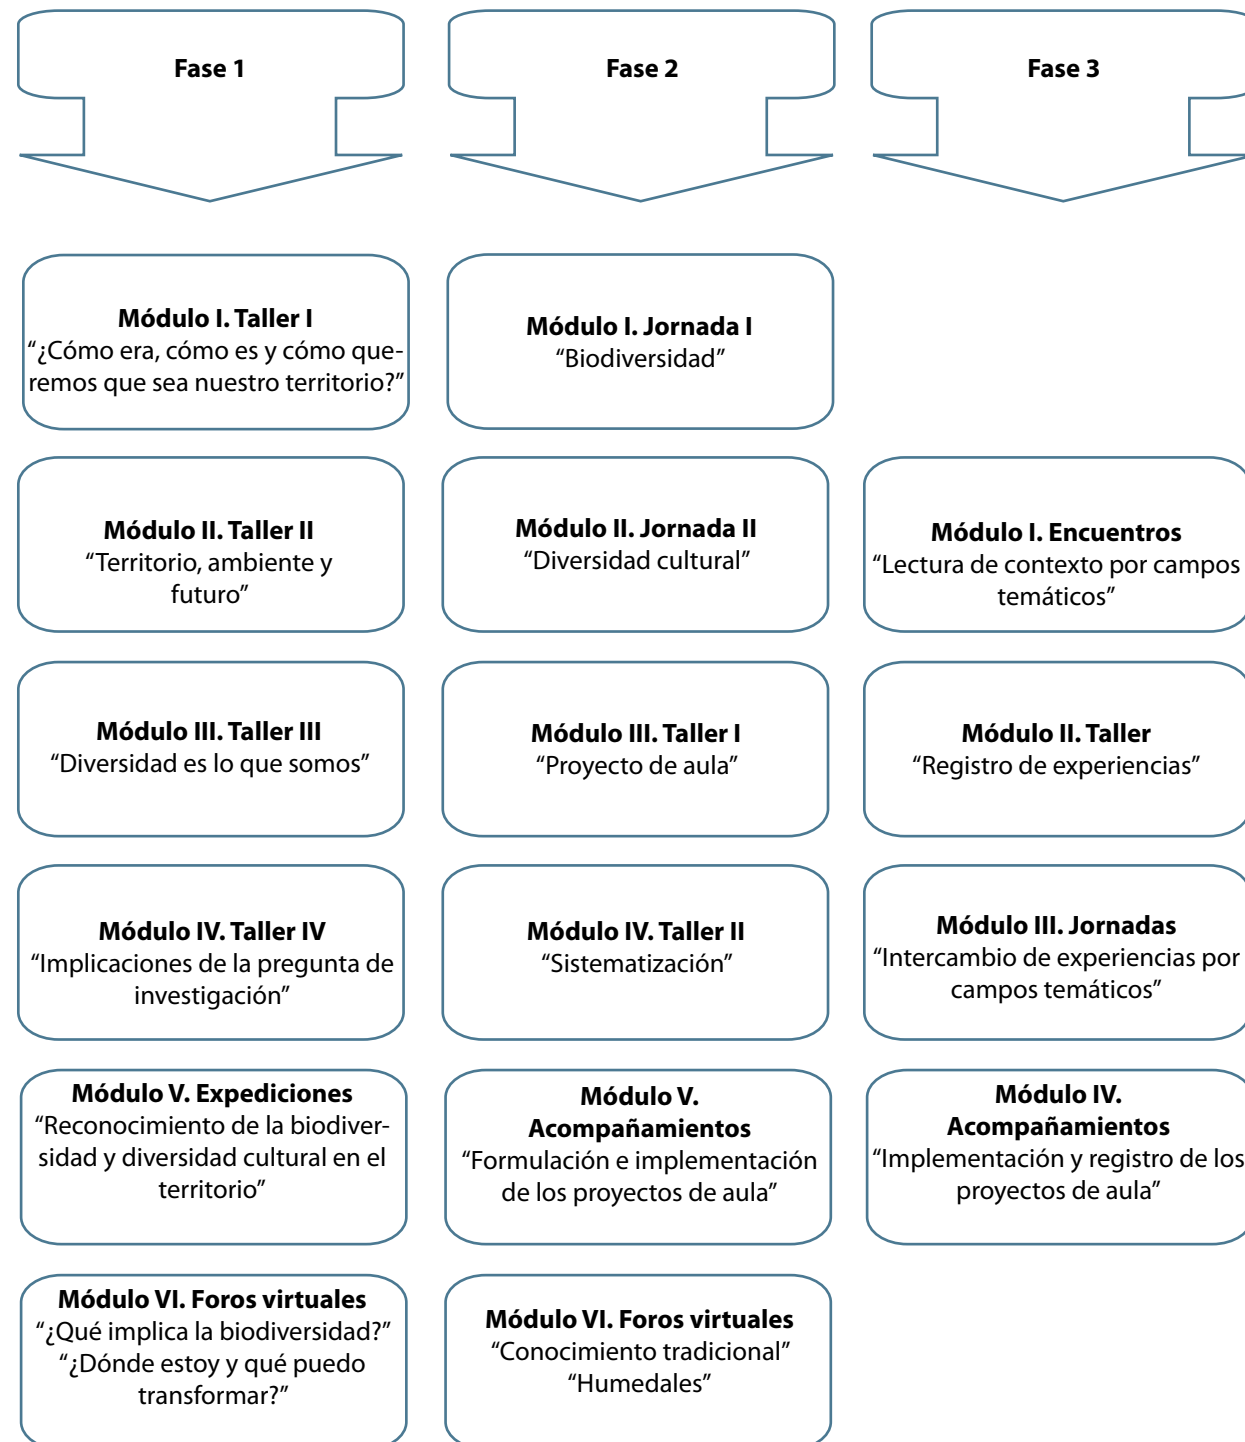 Fase 1
Fase 2
Fase 3
Módulo I. Taller I
“¿Cómo era, cómo es y cómo que-
remos que sea nuestro territorio?”
Módulo I. Jornada I
“Biodiversidad”
Módulo II. Taller II
“Territorio, ambiente y
futuro”
Módulo II. Jornada II
“Diversidad cultural”
Módulo I. Encuentros
“Lectura de contexto por campos
temáticos”
Módulo III. Taller III
“Diversidad es lo que somos”
Módulo III. Taller I
“Proyecto de aula”
Módulo II. Taller
“Registro de experiencias”
Módulo IV. Taller IV
“Implicaciones de la pregunta de
investigación”
Módulo IV. Taller II
“Sistematización”
Módulo III. Jornadas
“Intercambio de experiencias por
campos temáticos”
Módulo V. Expediciones
“Reconocimiento de la biodiver-
sidad y diversidad cultural en el
territorio”
Módulo V.
Acompañamientos
“Formulación e implementación
de los proyectos de aula”
Módulo IV.
Acompañamientos
“Implementación y registro de los
proyectos de aula”
Módulo VI. Foros virtuales
“¿Qué implica la biodiversidad?”
“¿Dónde estoy y qué puedo
transformar?”
Módulo VI. Foros virtuales
“Conocimiento tradicional”
“Humedales”